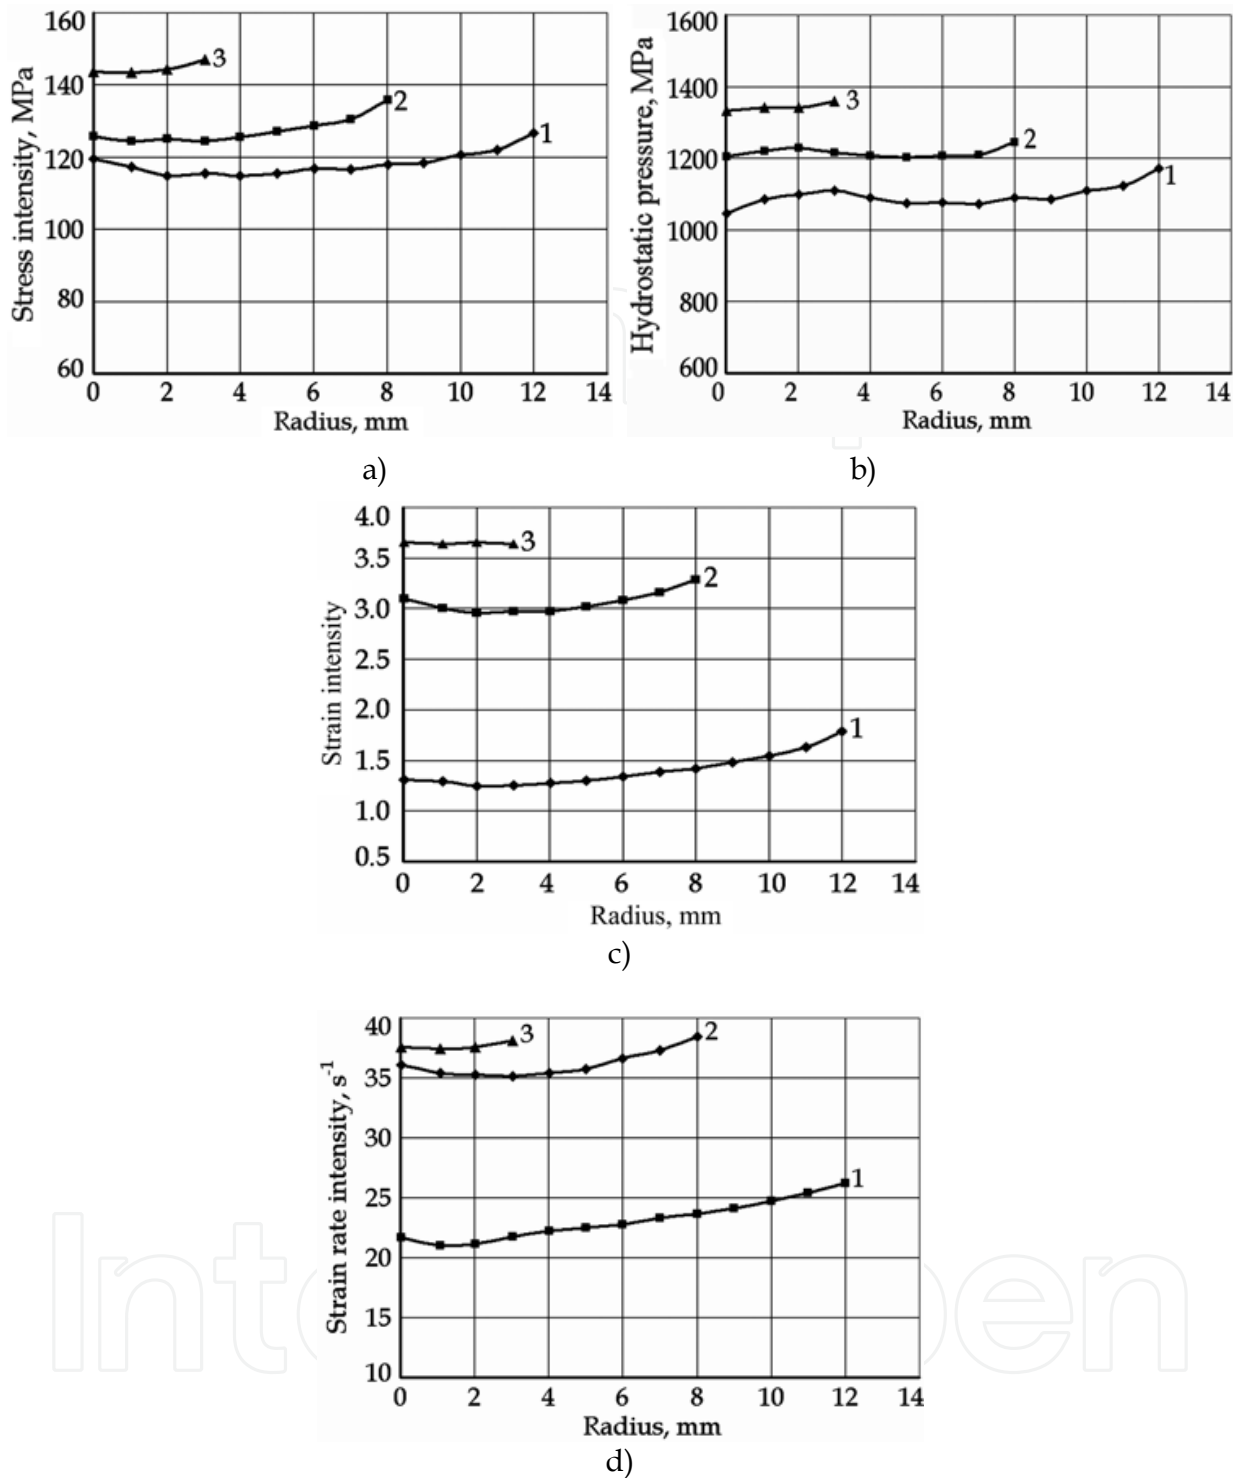 160
140
120
100
80
60
Stress intensity, MPa
3
2
1
0 2 4 6 8 10 12 14
Radius, mm
a)
1600
1400
1200
1000
800
600
Hydrostatic pressure, MPa
3
2
1
0 2 4 6 8 10 12 14
Radius, mm
b)
4.0
3.5
3.0
2.5
2.0
1.5
1.0
0.5
Strain intensity
3
2
1
0 2 4 6 8 10 12 14
Radius, mm
c)
40
35
30
25
20
15
10
Strain rate intensity, s⁻¹
3
2
1
0 2 4 6 8 10 12 14
Radius, mm
d)